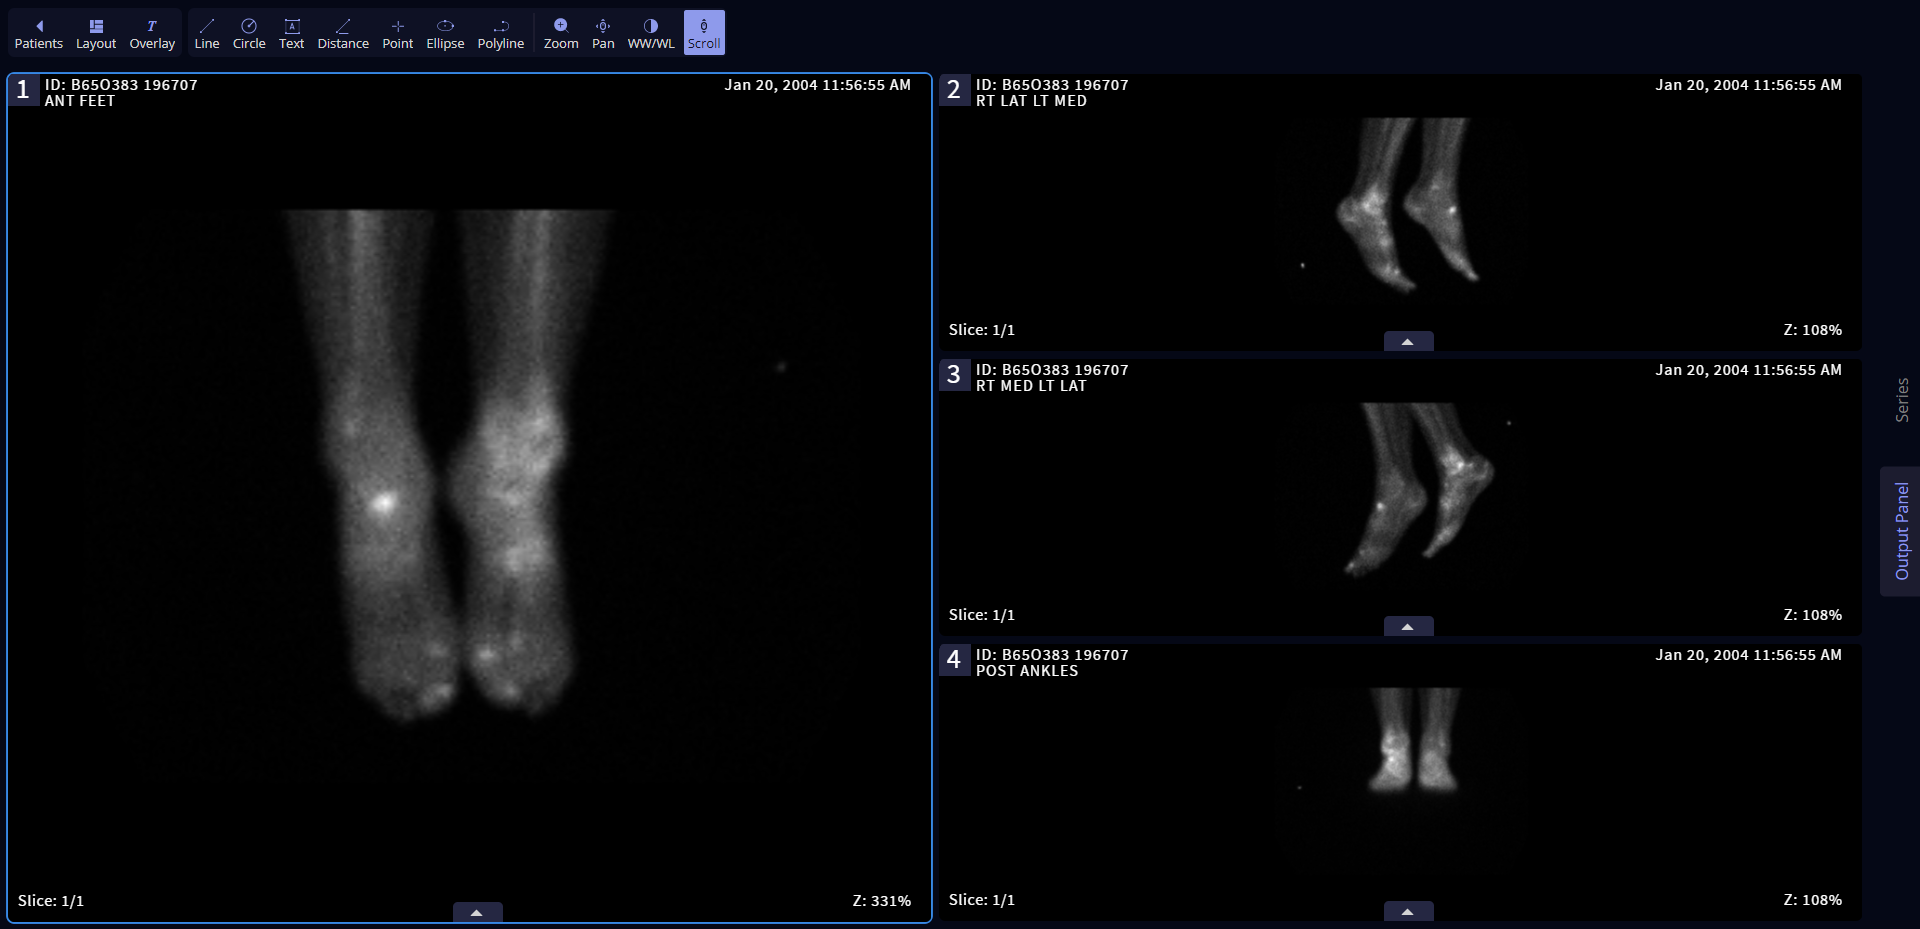 Patients Layout Overlay Line Circle Text Distance Point Ellipse Polyline Zoom Pan WW/WL Scroll
1
ID: B65O383 196707 Jan 20, 2004 11:56:55 AM
ANT FEET
Slice: 1/1 Z: 331%
2
ID: B65O383 196707 Jan 20, 2004 11:56:55 AM
RT LAT LT MED
Slice: 1/1 Z: 108%
3
ID: B65O383 196707 Jan 20, 2004 11:56:55 AM
RT MED LT LAT
Slice: 1/1 Z: 108%
4
ID: B65O383 196707 Jan 20, 2004 11:56:55 AM
POST ANKLES
Slice: 1/1 Z: 108%
Series
Output Panel